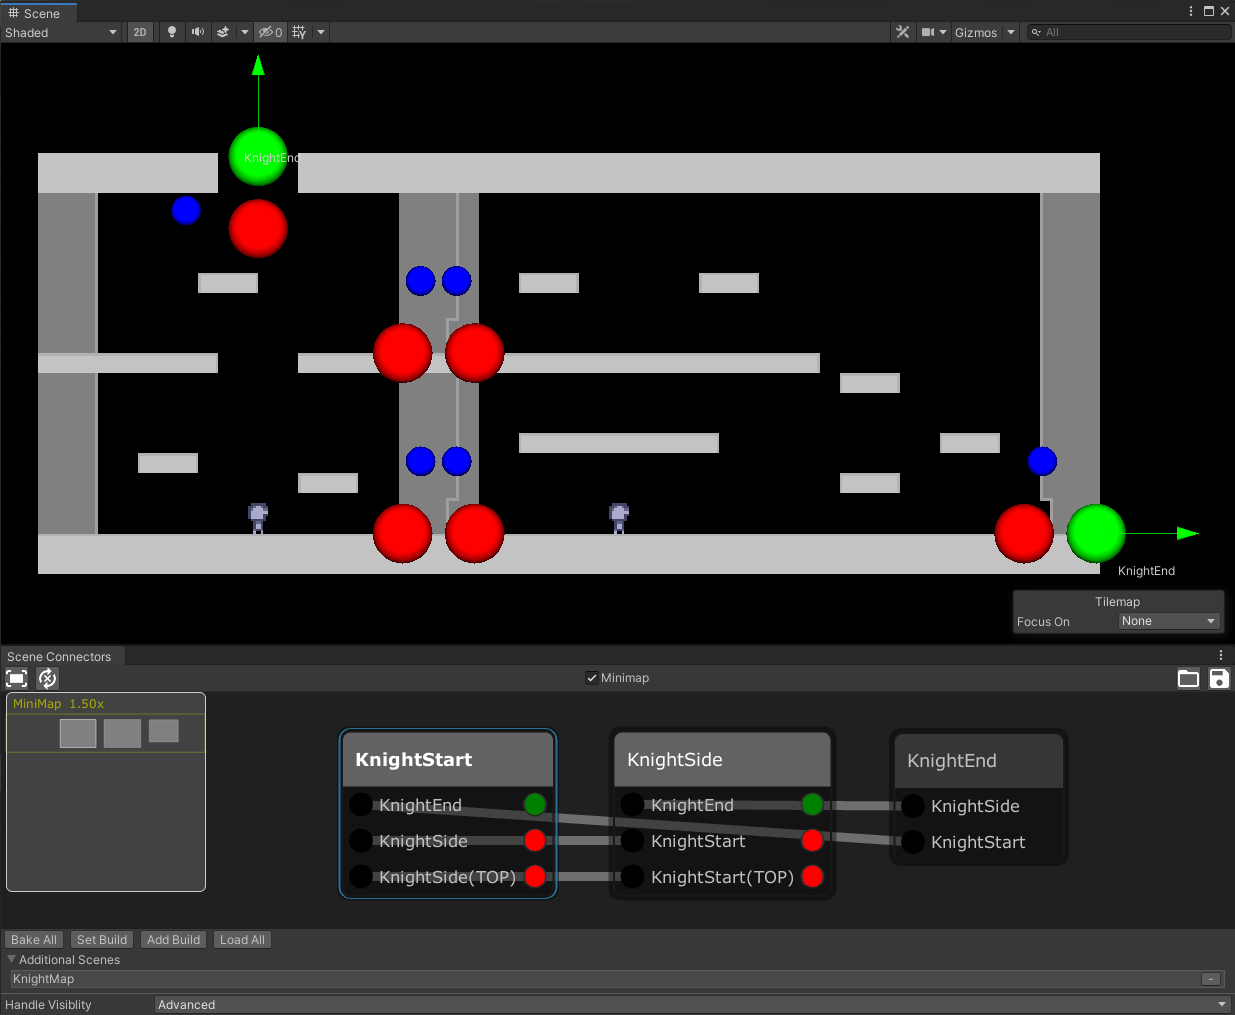 Scene
Shaded 2D 0 Gizmos All
KnightEnd
KnightEnd
Tilemap
Focus On None
Scene Connectors
Minimap
MiniMap 1.50x
KnightStart
KnightEnd
KnightSide
KnightSide(TOP)
KnightSide
KnightEnd
KnightStart
KnightStart(TOP)
KnightEnd
KnightSide
KnightStart
Bake All Set Build Add Build Load All
Additional Scenes
KnightMap -
Handle Visiblity Advanced